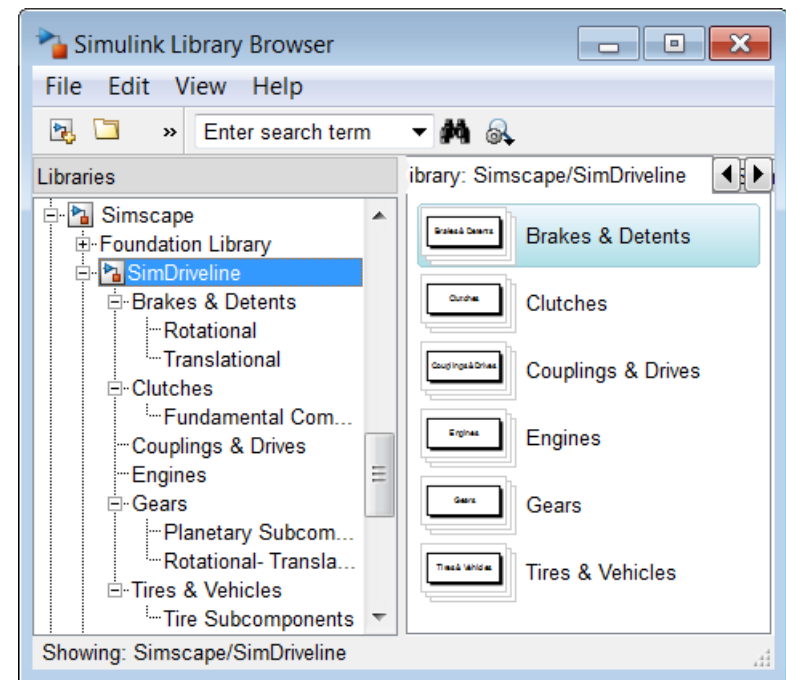 Simulink Library Browser
File Edit View Help
» Enter search term
Libraries
ibrary: Simscape/SimDriveline
Simscape
Foundation Library
SimDriveline
Brakes & Detents
Rotational
Translational
Clutches
Fundamental Com...
Couplings & Drives
Engines
Gears
Planetary Subcom...
Rotational- Transla...
Tires & Vehicles
Tire Subcomponents
Brakes & Detents
Brakes & Detents
Clutches
Clutches
Couplings & Drives
Couplings & Drives
Engines
Engines
Gears
Gears
Tires & Vehicles
Tires & Vehicles
Showing: Simscape/SimDriveline